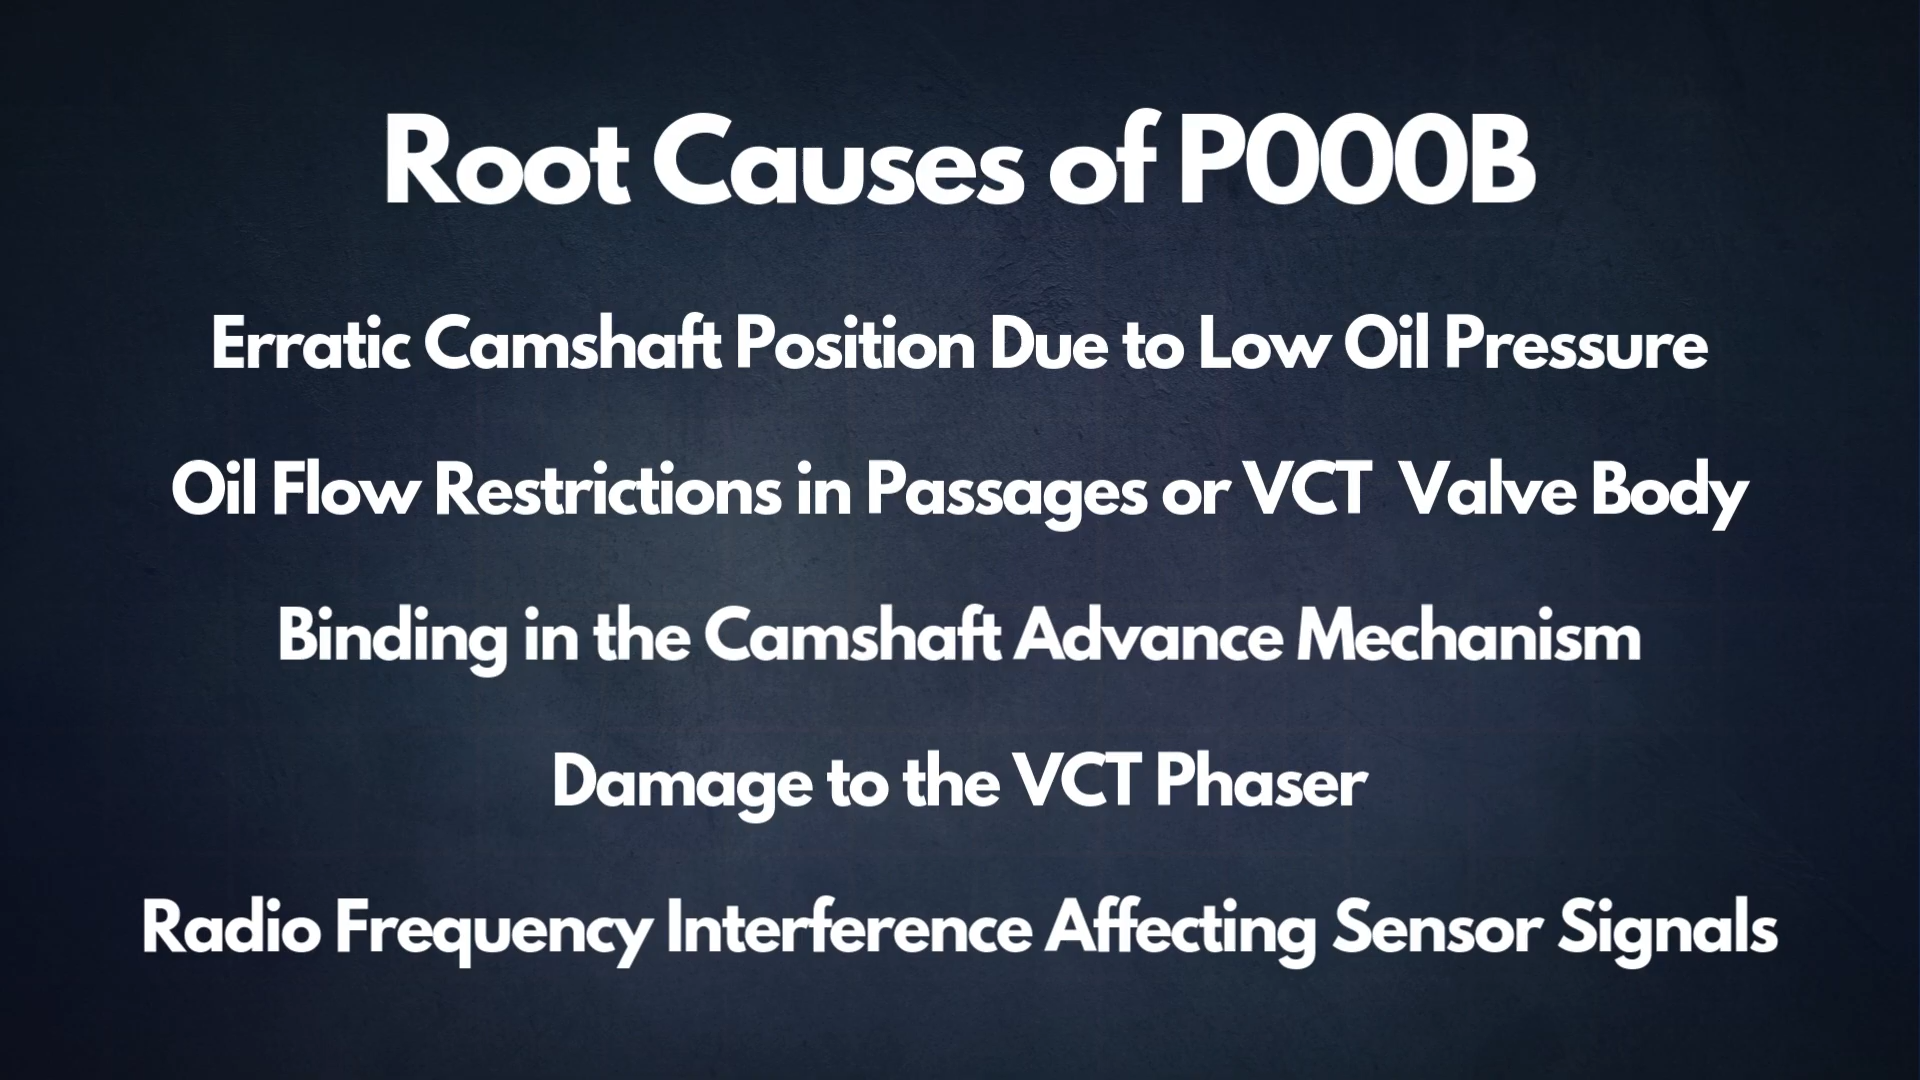 Root Causes of P000B
Erratic Camshaft Position Due to Low Oil Pressure
Oil Flow Restrictions in Passages or VCT Valve Body
Binding in the Camshaft Advance Mechanism
Damage to the VCT Phaser
Radio Frequency Interference Affecting Sensor Signals